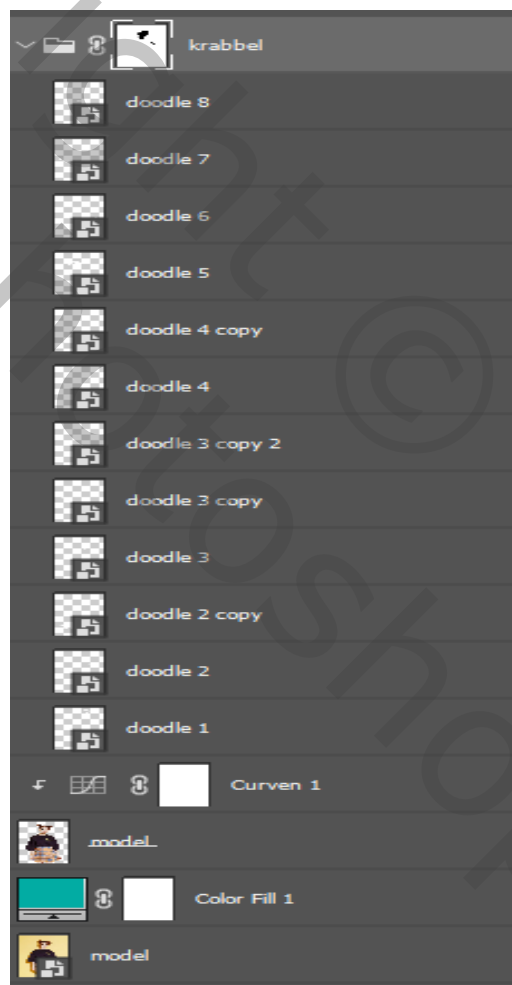 krabbel
doodle 8
doodle 7
doodle 6
doodle 5
doodle 4 copy
doodle 4
doodle 3 copy 2
doodle 3 copy
doodle 3
doodle 2 copy
doodle 2
doodle 1
Curven 1
model
Color Fill 1
model